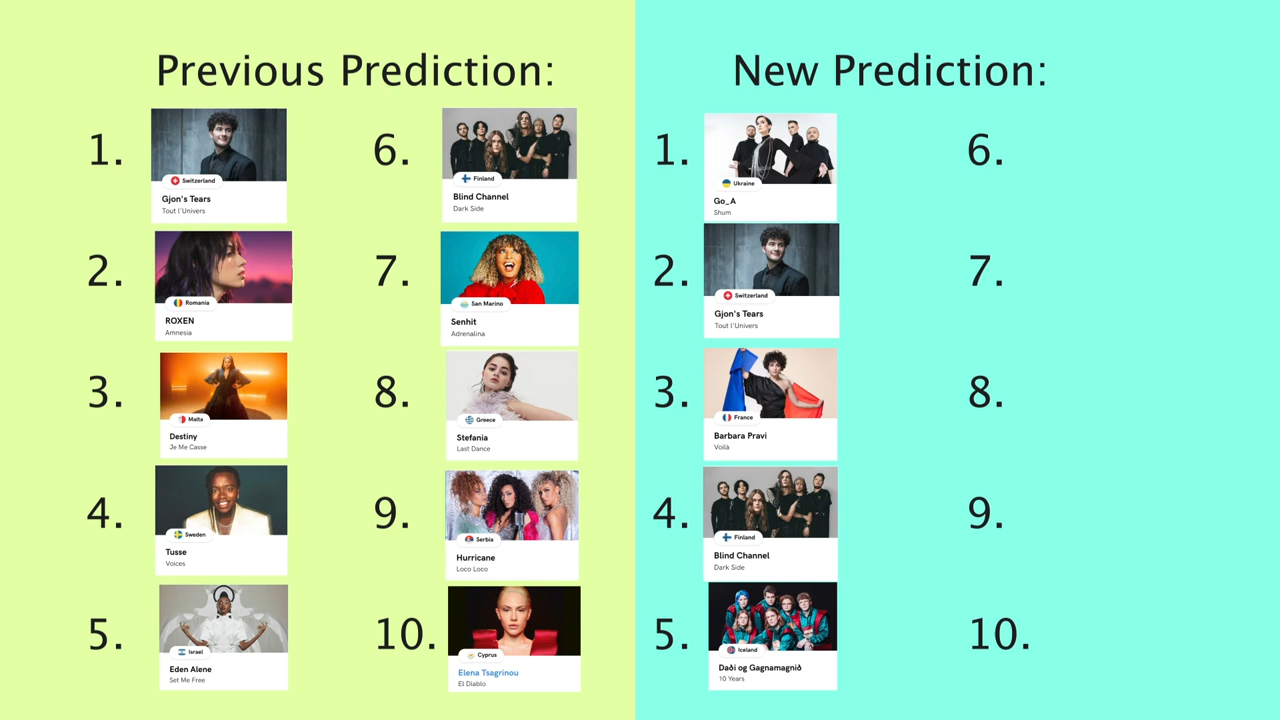 Previous Prediction:
1.
Switzerland
Gjon's Tears
Tout l'Univers
2.
Romania
ROXEN
Amnesia
3.
Malta
Destiny
Je Me Casse
4.
Sweden
Tusse
Voices
5.
Israel
Eden Alene
Set Me Free
6.
Finland
Blind Channel
Dark Side
7.
San Marino
Senhit
Adrenalina
8.
Greece
Stefania
Last Dance
9.
Serbia
Hurricane
Loco Loco
10.
Cyprus
Elena Tsagrinou
El Diablo
New Prediction:
1.
Ukraine
Go_A
Shum
2.
Switzerland
Gjon's Tears
Tout l'Univers
3.
France
Barbara Pravi
Voilà
4.
Finland
Blind Channel
Dark Side
5.
Iceland
Daði og Gagnamagnið
10 Years
6.
7.
8.
9.
10.